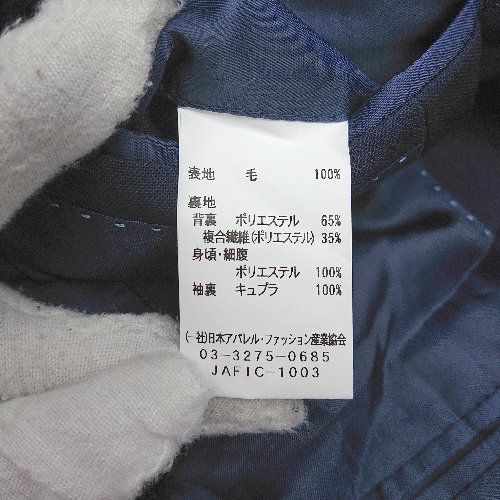 表地 毛 100%
裏地
背裏 ポリエステル 65%
複合繊維(ポリエステル) 35%
身頃・細腹
ポリエステル 100%
袖裏 キュプラ 100%
(一社)日本アパレル・ファッション産業協会
03-3275-0685
JAFIC-1003